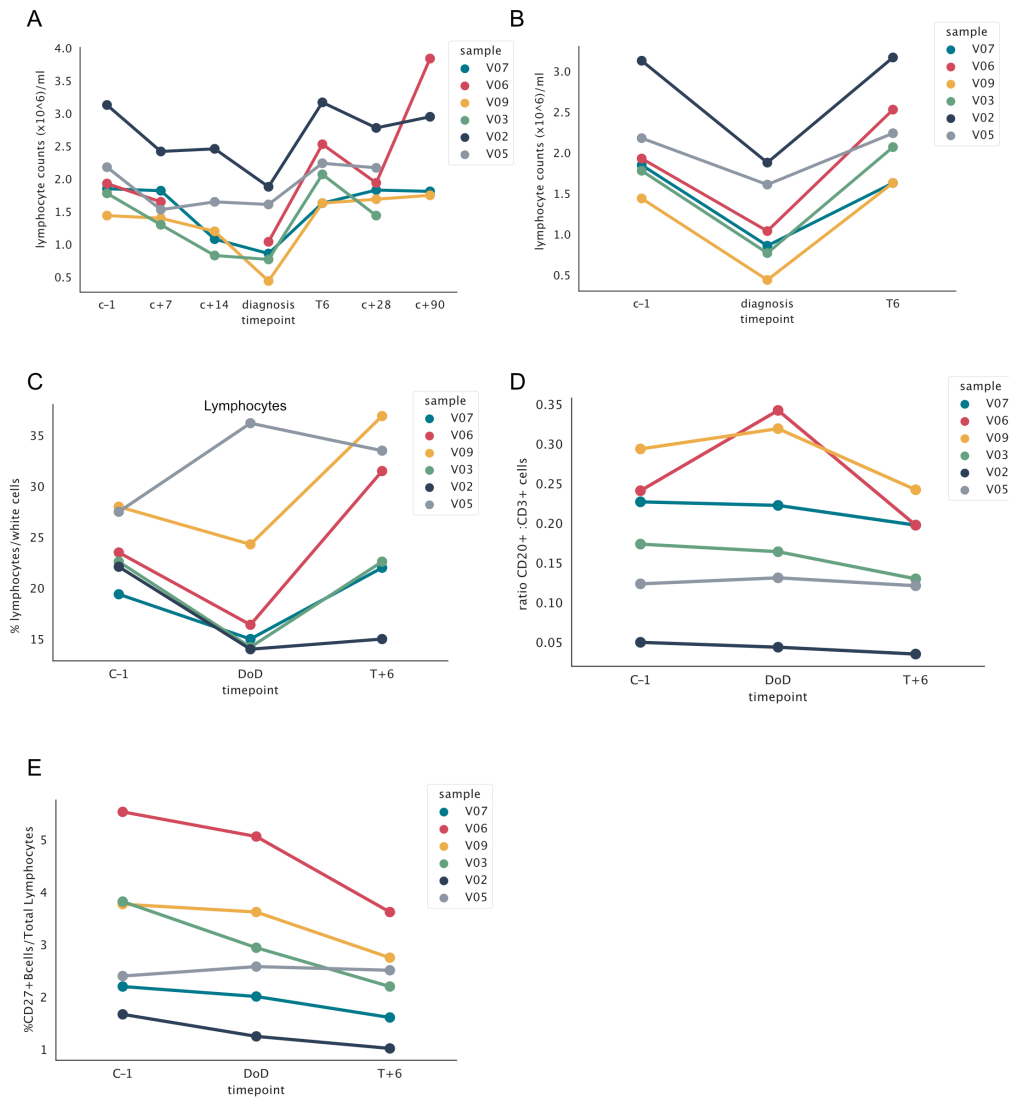 A
lymphocyte counts (x10^6)/ml
4.0
3.5
3.0
2.5
2.0
1.5
1.0
0.5
c−1 c+7 c+14 diagnosis T6 c+28 c+90
timepoint
sample
V07
V06
V09
V03
V02
V05
B
lymphocyte counts (x10^6)/ml
3.0
2.5
2.0
1.5
1.0
0.5
c−1 diagnosis T6
timepoint
sample
V07
V06
V09
V03
V02
V05
C
Lymphocytes
% lymphocytes/white cells
35
30
25
20
15
C−1 DoD T+6
timepoint
sample
V07
V06
V09
V03
V02
V05
D
ratio CD20+ :CD3+ cells
0.35
0.30
0.25
0.20
0.15
0.10
0.05
C−1 DoD T+6
timepoint
sample
V07
V06
V09
V03
V02
V05
E
%CD27+Bcells/Total Lymphocytes
5
4
3
2
1
C−1 DoD T+6
timepoint
sample
V07
V06
V09
V03
V02
V05